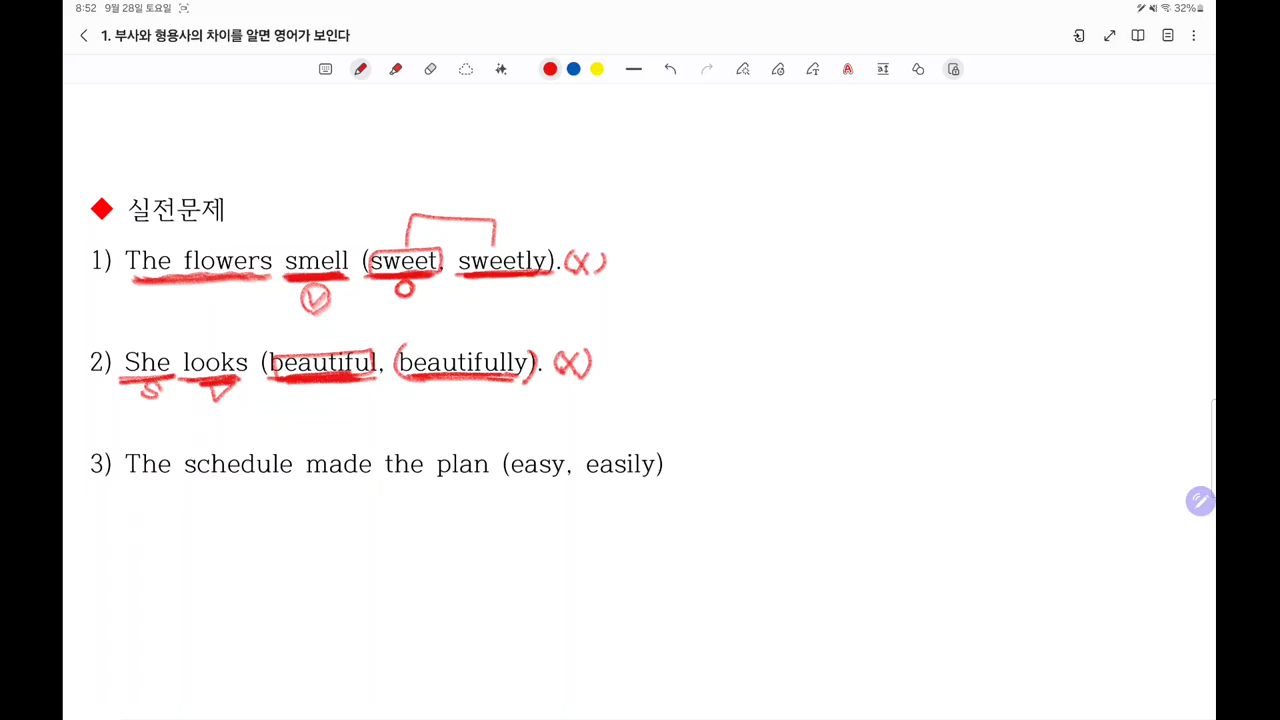 8:52 9월 28일 토요일 32%
1. 부사와 형용사의 차이를 알면 영어가 보인다
◆ 실전문제
1) The flowers smell (sweet, sweetly). (X)
V O
2) She looks (beautiful, (beautifully). (X)
S V
3) The schedule made the plan (easy, easily)